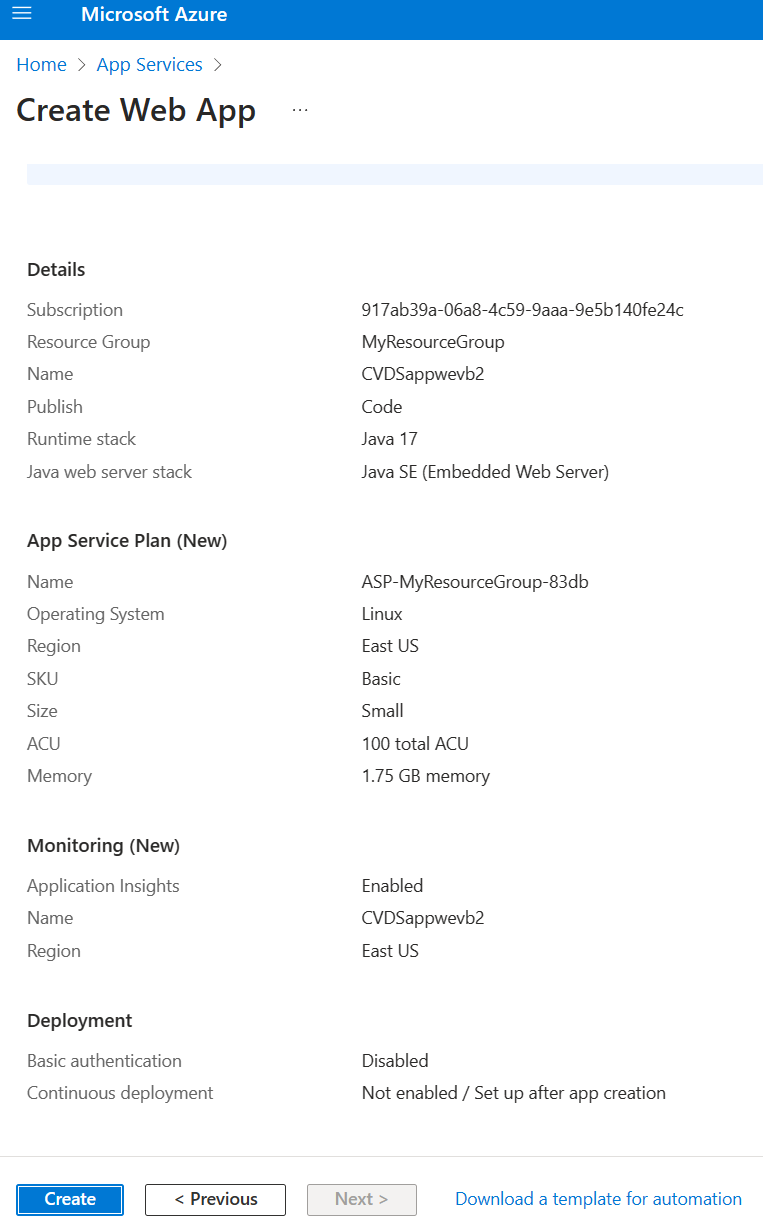 Microsoft Azure
Home > App Services >
Create Web App ...
Details
Subscription 917ab39a-06a8-4c59-9aaa-9e5b140fe24c
Resource Group MyResourceGroup
Name CVDSappwevb2
Publish Code
Runtime stack Java 17
Java web server stack Java SE (Embedded Web Server)
App Service Plan (New)
Name ASP-MyResourceGroup-83db
Operating System Linux
Region East US
SKU Basic
Size Small
ACU 100 total ACU
Memory 1.75 GB memory
Monitoring (New)
Application Insights Enabled
Name CVDSappwevb2
Region East US
Deployment
Basic authentication Disabled
Continuous deployment Not enabled / Set up after app creation
Create < Previous Next > Download a template for automation